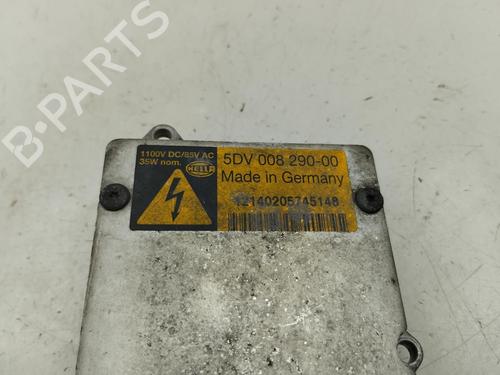 1100V DC/85V AC
35W nom.
HELLA
5DV 008 290-00
Made in Germany
12140205745148
B-PARTS